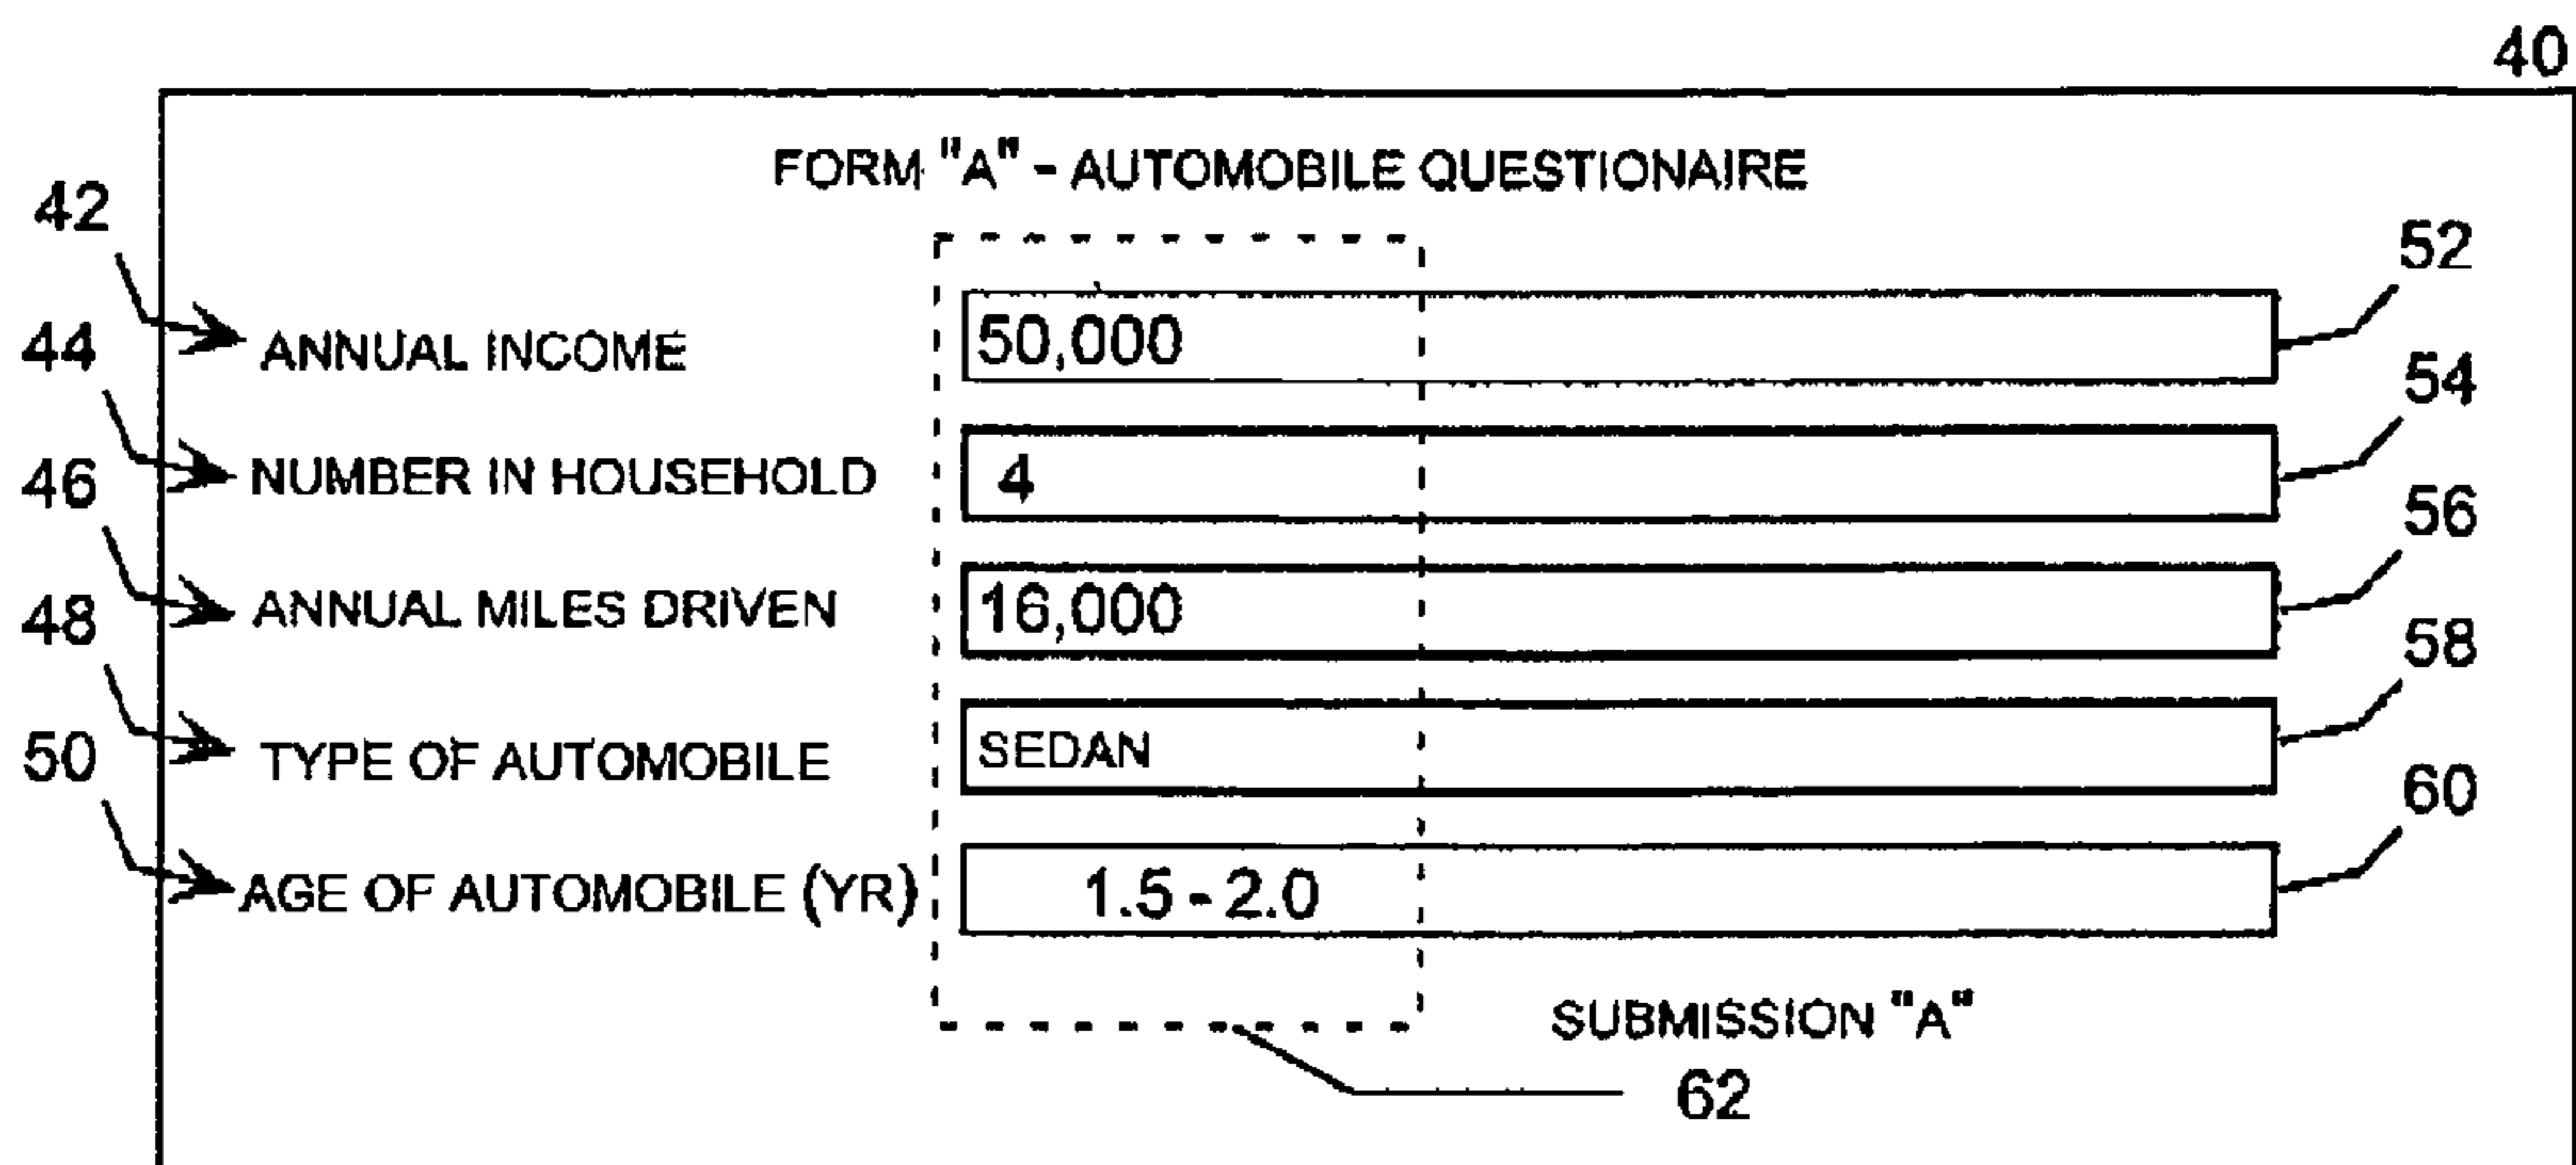 40
FORM "A" - AUTOMOBILE QUESTIONAIRE
42
ANNUAL INCOME 50,000 52
44
NUMBER IN HOUSEHOLD 4 54
46
ANNUAL MILES DRIVEN 16,000 56
48
TYPE OF AUTOMOBILE SEDAN 58
50
AGE OF AUTOMOBILE (YR) 1.5 - 2.0 60
SUBMISSION "A"
62